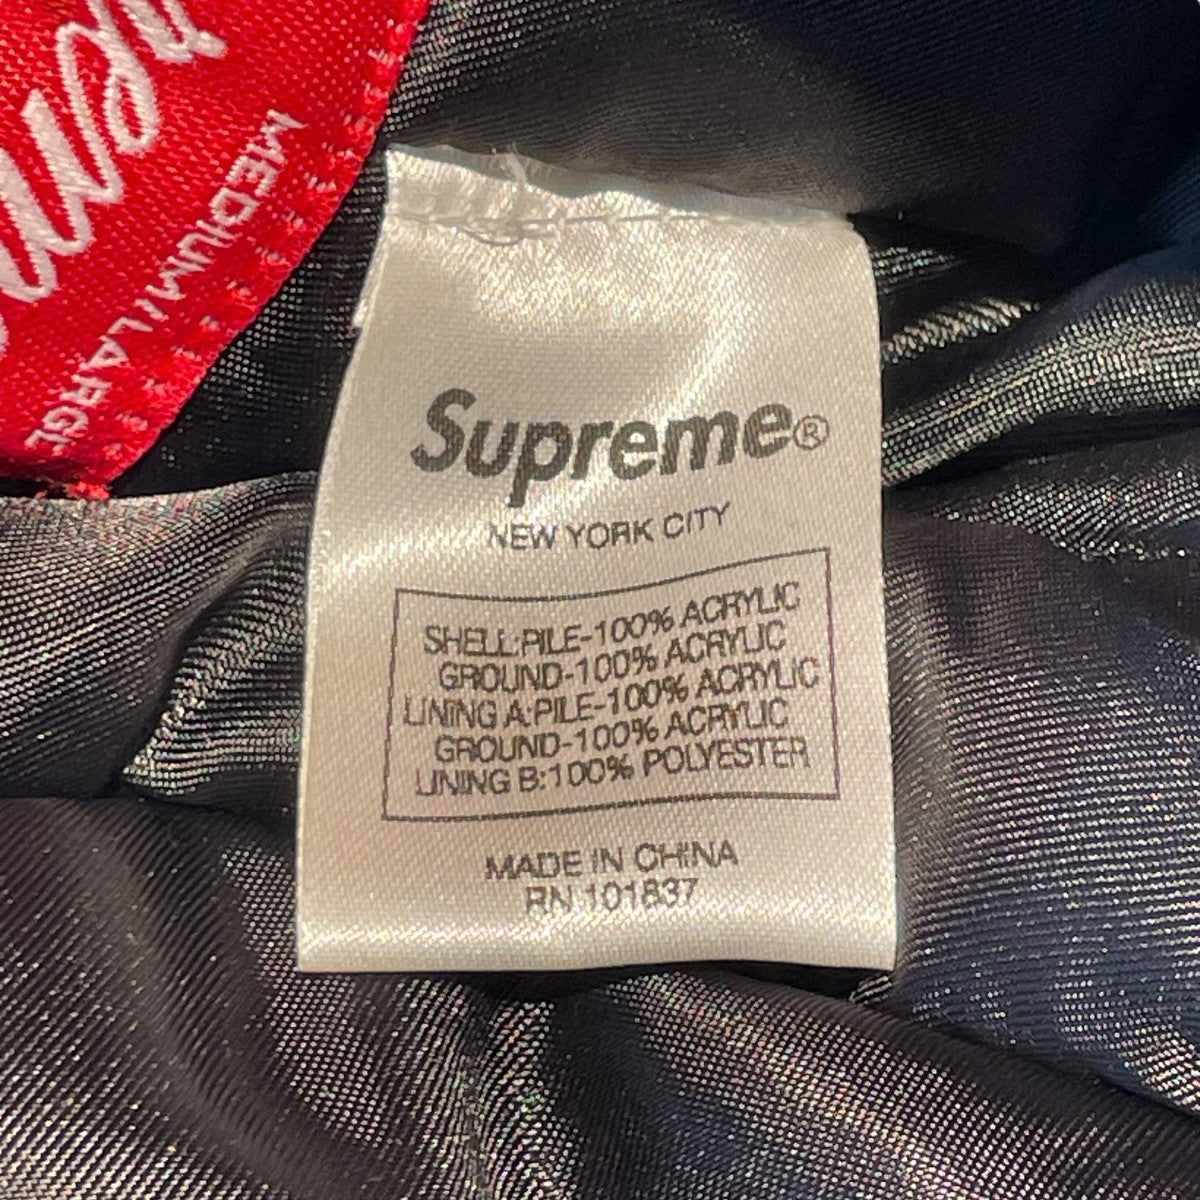 MEDIUM/LARGE
Supreme®
NEW YORK CITY
SHELL:PILE-100% ACRYLIC
GROUND-100% ACRYLIC
LINING A:PILE-100% ACRYLIC
GROUND-100% ACRYLIC
LINING B:100% POLYESTER
MADE IN CHINA
RN 101837